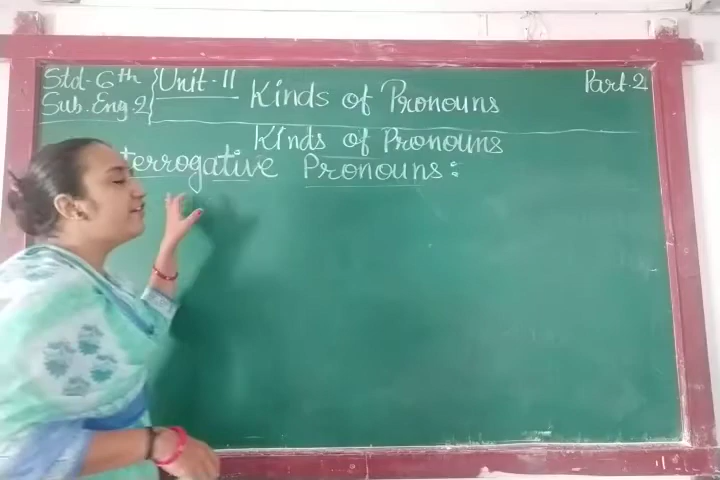 Std - 6th { Unit - 11 Kinds of Pronouns Part. 2
Sub. Eng. 2
Kinds of Pronouns
terrogative Pronouns :